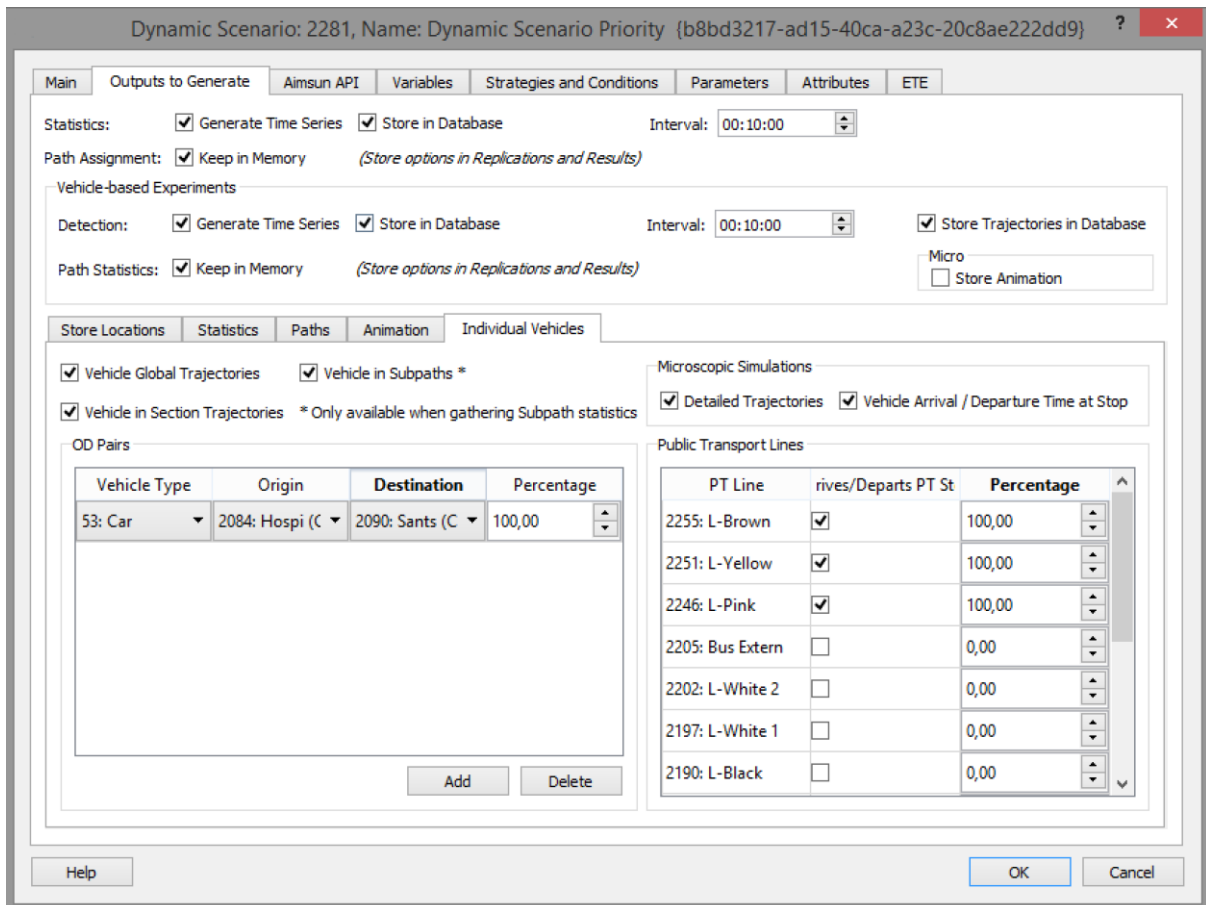 Dynamic Scenario: 2281, Name: Dynamic Scenario Priority {b8bd3217-ad15-40ca-a23c-20c8ae222dd9} ? ×
Main Outputs to Generate Aimsun API Variables Strategies and Conditions Parameters Attributes ETE
Statistics: Generate Time Series Store in Database Interval: 00:10:00
Path Assignment: Keep in Memory (Store options in Replications and Results)
Vehicle-based Experiments
Detection: Generate Time Series Store in Database Interval: 00:10:00 Store Trajectories in Database
Path Statistics: Keep in Memory (Store options in Replications and Results)
Micro
Store Animation
Store Locations Statistics Paths Animation Individual Vehicles
Vehicle Global Trajectories Vehicle in Subpaths *
Vehicle in Section Trajectories * Only available when gathering Subpath statistics
Microscopic Simulations
Detailed Trajectories Vehicle Arrival / Departure Time at Stop
OD Pairs
Vehicle Type Origin Destination Percentage
53: Car 2084: Hospi (C 2090: Sants (C 100,00
Add Delete
Public Transport Lines
PT Line rives/Departs PT St Percentage
2255: L-Brown 100,00
2251: L-Yellow 100,00
2246: L-Pink 100,00
2205: Bus Extern 0,00
2202: L-White 2 0,00
2197: L-White 1 0,00
2190: L-Black 0,00
Help OK Cancel